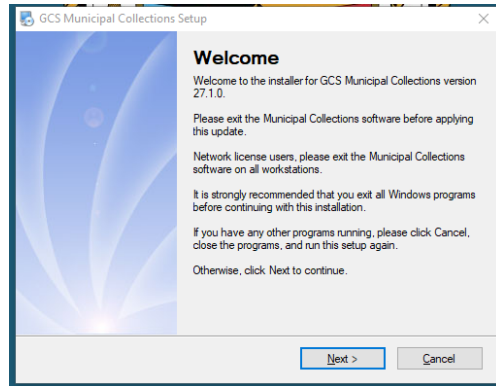 GCS Municipal Collections Setup
Welcome
Welcome to the installer for GCS Municipal Collections version
27.1.0.
Please exit the Municipal Collections software before applying
this update.
Network license users, please exit the Municipal Collections
software on all workstations.
It is strongly recommended that you exit all Windows programs
before continuing with this installation.
If you have any other programs running, please click Cancel,
close the programs, and run this setup again.
Otherwise, click Next to continue.
Next >
Cancel